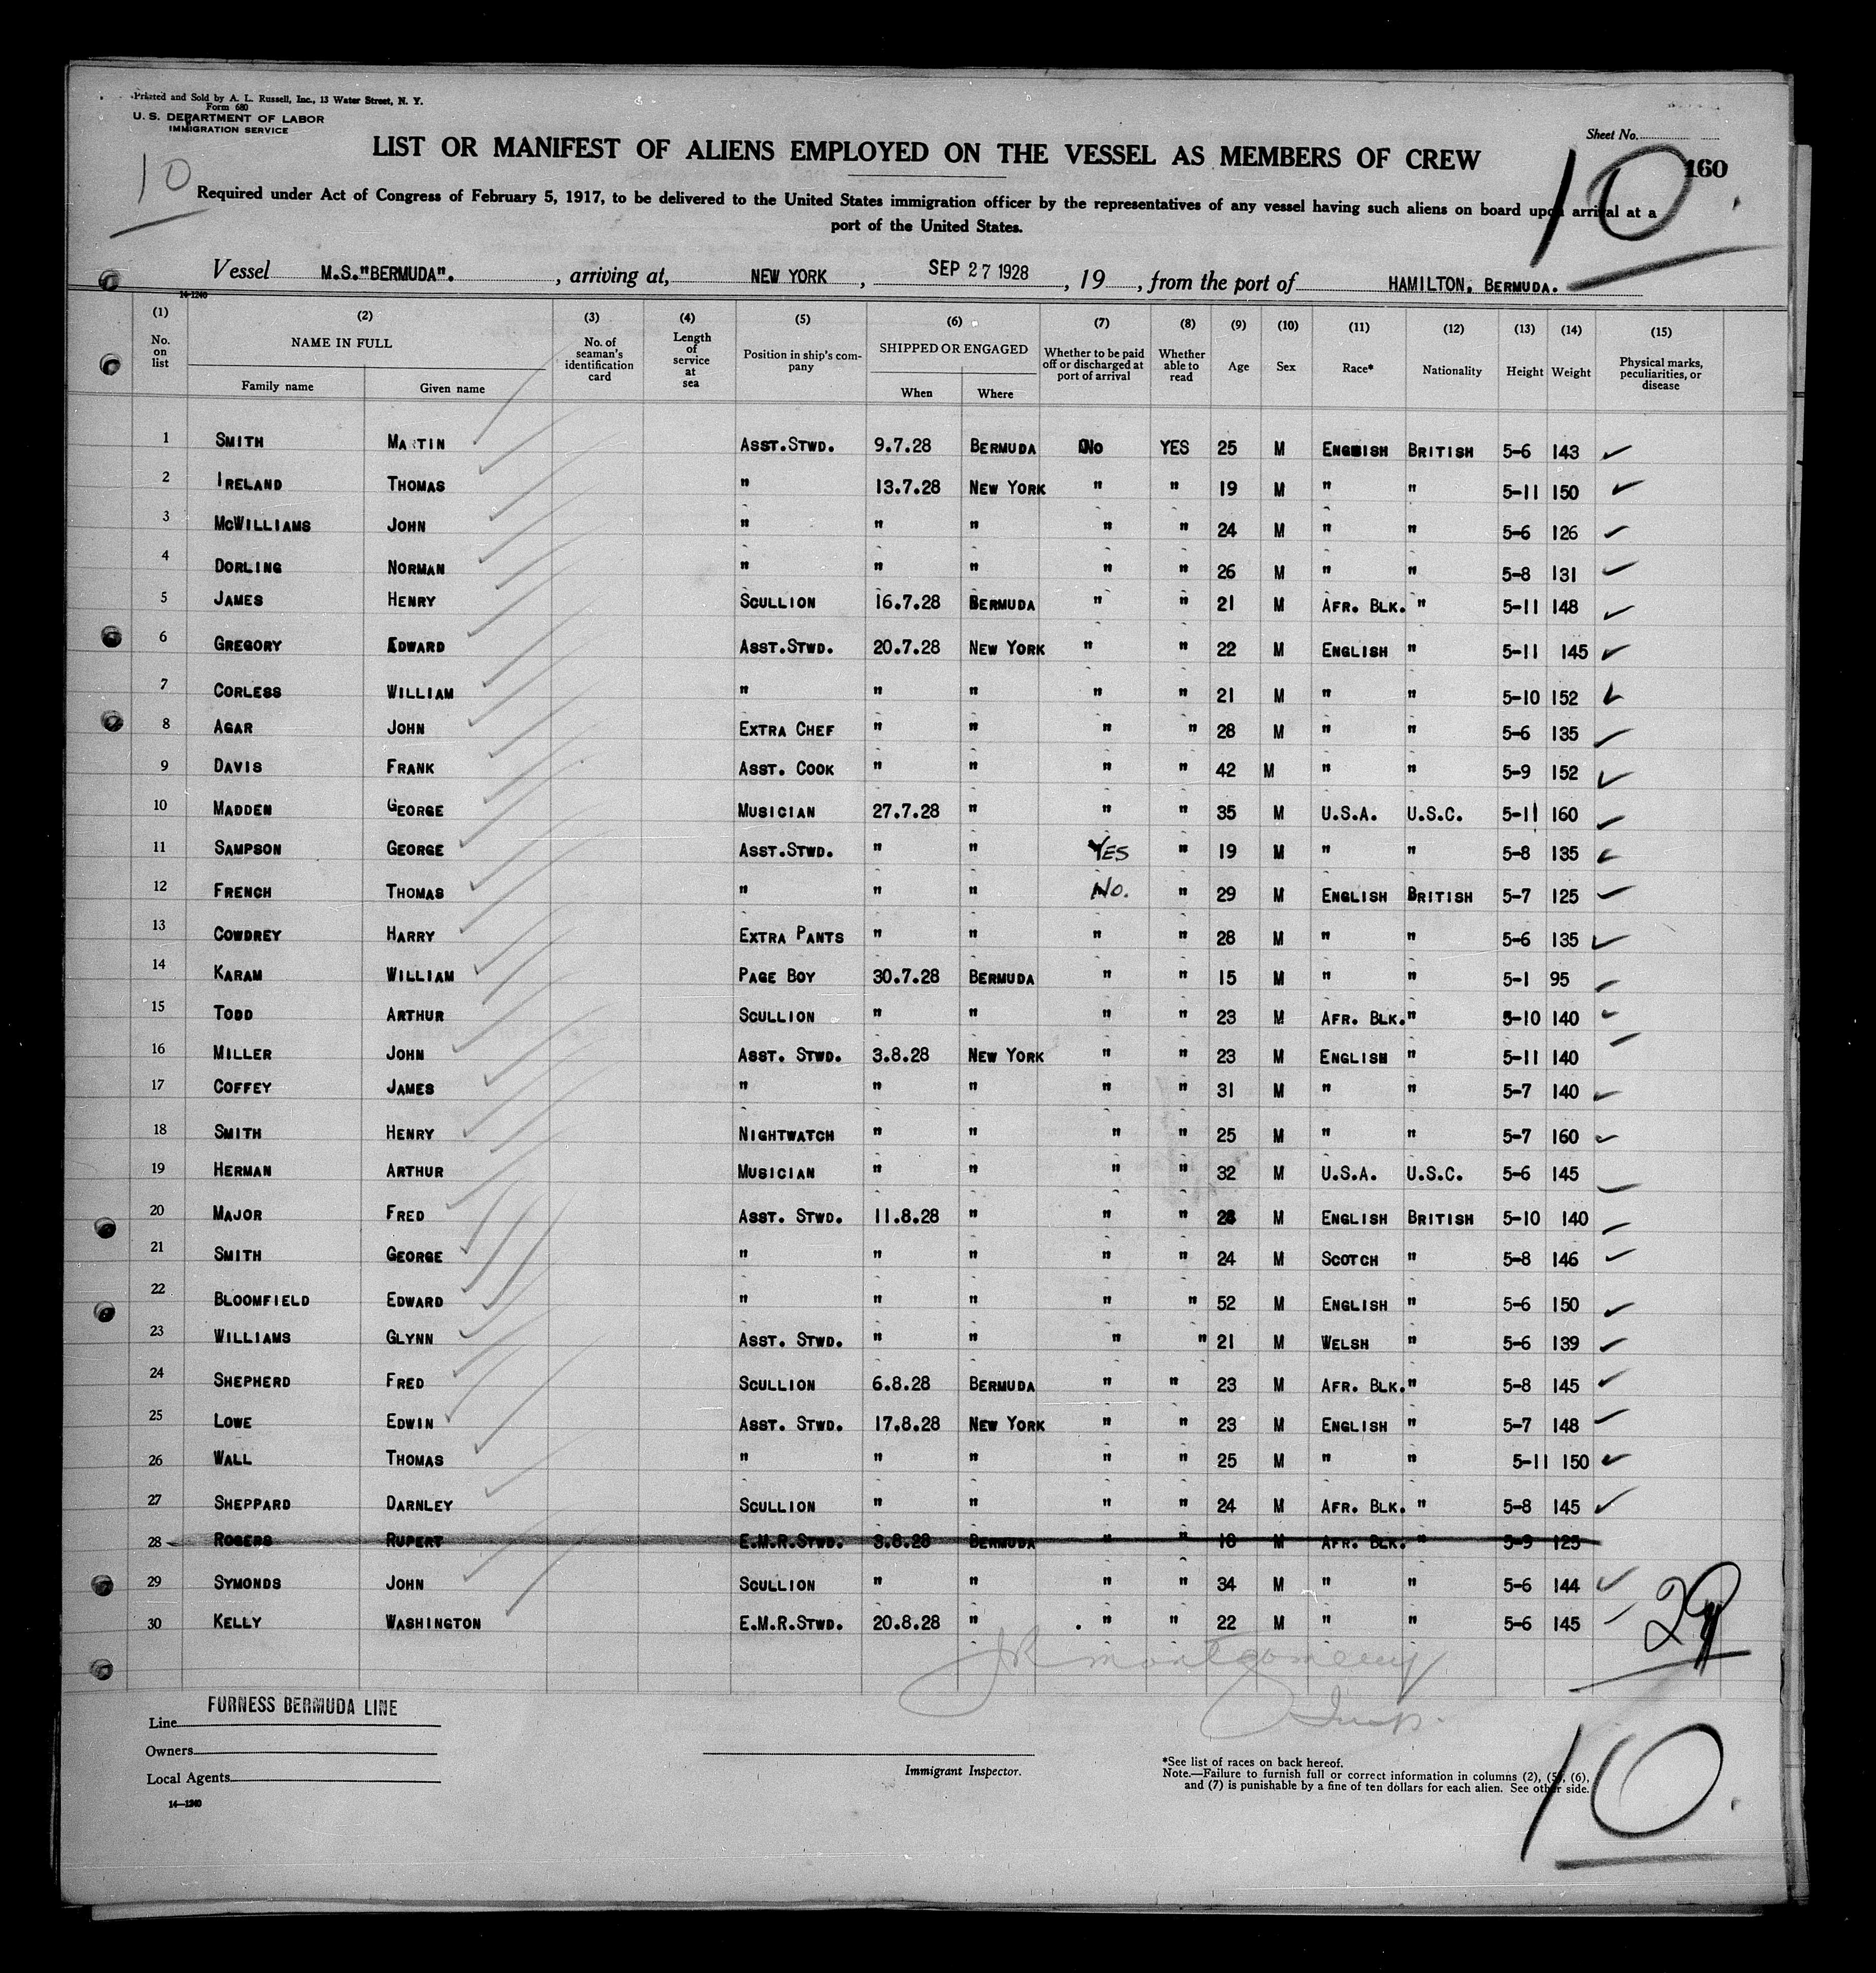 Printed and Sold by A. L. Russell, Inc., 13 Water Street, N. Y.
Form 680
U. S. DEPARTMENT OF LABOR
IMMIGRATION SERVICE
Sheet No.
10
LIST OR MANIFEST OF ALIENS EMPLOYED ON THE VESSEL AS MEMBERS OF CREW
10
160
Required under Act of Congress of February 5, 1917, to be delivered to the United States immigration officer by the representatives of any vessel having such aliens on board upon arrival at a
port of the United States.
Vessel M.S."BERMUDA". , arriving at, NEW YORK , SEP 27 1928 , 19 , from the port of HAMILTON, BERMUDA.
14-1240
(1) (2) (3) (4) (5) (6) (7) (8) (9) (10) (11) (12) (13) (14) (15)
No. on list NAME IN FULL Family name Given name No. of seaman's identification card Length of service at sea Position in ship's company SHIPPED OR ENGAGED When Where Whether to be paid off or discharged at port of arrival Whether able to read Age Sex Race* Nationality Height Weight Physical marks, peculiarities, or disease
1 SMITH MARTIN ASST.STWD. 9.7.28 BERMUDA NO YES 25 M ENGLISH BRITISH 5-6 143
2 IRELAND THOMAS " 13.7.28 NEW YORK " " 19 M " " 5-11 150
3 MCWILLIAMS JOHN " " " " " 24 M " " 5-6 126
4 DORLING NORMAN " " " " " 26 M " " 5-8 131
5 JAMES HENRY SCULLION 16.7.28 BERMUDA " " 21 M AFR. BLK. " 5-11 148
6 GREGORY EDWARD ASST.STWD. 20.7.28 NEW YORK " " 22 M ENGLISH " 5-11 145
7 CORLESS WILLIAM " " " " " 21 M " " 5-10 152
8 AGAR JOHN EXTRA CHEF " " " " 28 M " " 5-6 135
9 DAVIS FRANK ASST. COOK " " " " 42 M " " 5-9 152
10 MADDEN GEORGE MUSICIAN 27.7.28 " " " 35 M U.S.A. U.S.C. 5-11 160
11 SAMPSON GEORGE ASST.STWD. " " YES " 19 M " " 5-8 135
12 FRENCH THOMAS " " " NO. " 29 M ENGLISH BRITISH 5-7 125
13 COWDREY HARRY EXTRA PANTS " " " " 28 M " " 5-6 135
14 KARAM WILLIAM PAGE BOY 30.7.28 BERMUDA " " 15 M " " 5-1 95
15 TODD ARTHUR SCULLION " " " " 23 M AFR. BLK. " 5-10 140
16 MILLER JOHN ASST. STWD. 3.8.28 NEW YORK " " 23 M ENGLISH " 5-11 140
17 COFFEY JAMES " " " " " 31 M " " 5-7 140
18 SMITH HENRY NIGHTWATCH " " " " 25 M " " 5-7 160
19 HERMAN ARTHUR MUSICIAN " " " " 32 M U.S.A. U.S.C. 5-6 145
20 MAJOR FRED ASST. STWD. 11.8.28 " " " M ENGLISH BRITISH 5-10 140
21 SMITH GEORGE " " " " " 24 M SCOTCH " 5-8 146
22 BLOOMFIELD EDWARD " " " " " 52 M ENGLISH " 5-6 150
23 WILLIAMS GLYNN ASST. STWD. " " " " 21 M WELSH " 5-6 139
24 SHEPHERD FRED SCULLION 6.8.28 BERMUDA " " 23 M AFR. BLK. " 5-8 145
25 LOWE EDWIN ASST. STWD. 17.8.28 NEW YORK " " 23 M ENGLISH " 5-7 148
26 WALL THOMAS " " " " " 25 M " " 5-11 150
27 SHEPPARD DARNLEY SCULLION " " " " 24 M AFR. BLK. " 5-8 145
28 ROGERS RUPERT E.M.R.STWD. 3.8.28 BERMUDA " " M AFR. BLK. " 5-9 125
29 SYMONDS JOHN SCULLION " " " " 34 M " " 5-6 144
30 KELLY WASHINGTON E.M.R.STWD. 20.8.28 " " " 22 M " " 5-6 145
29
JR Montgomery
Insp.
FURNESS BERMUDA LINE
Line
Owners
Local Agents
14—1240
Immigrant Inspector.
*See list of races on back hereof.
Note.—Failure to furnish full or correct information in columns (2), (5), (6),
and (7) is punishable by a fine of ten dollars for each alien. See other side.
10.